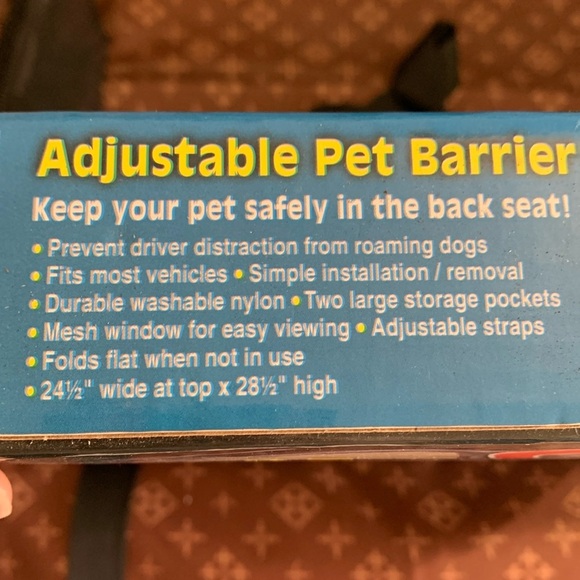 Adjustable Pet Barrier
Keep your pet safely in the back seat!
• Prevent driver distraction from roaming dogs
• Fits most vehicles • Simple installation / removal
• Durable washable nylon • Two large storage pockets
• Mesh window for easy viewing • Adjustable straps
• Folds flat when not in use
• 24½" wide at top x 28½" high